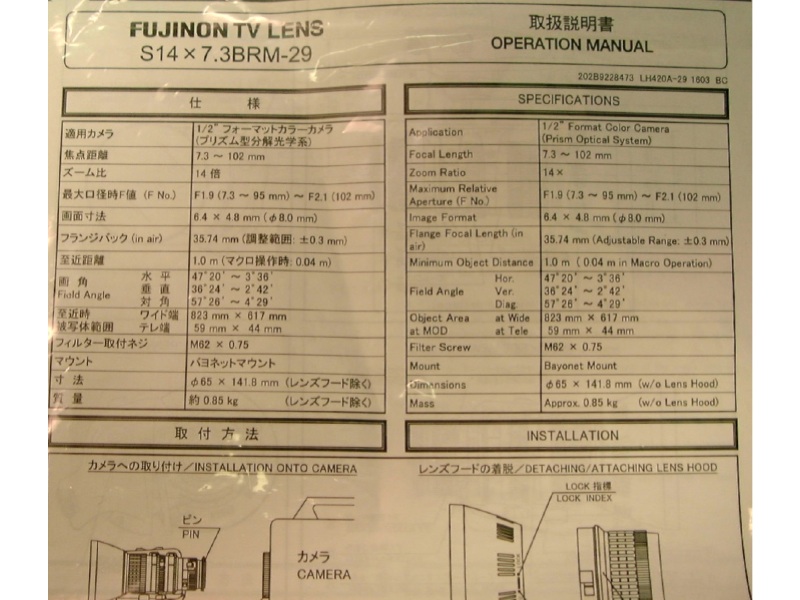 FUJINON TV LENS
S14×7.3BRM-29
取扱説明書
OPERATION MANUAL
202B9228473 LH420A-29 1603 BC
仕 様
適用カメラ 1/2" フォーマットカラーカメラ
(プリズム型分解光学系)
焦点距離 7.3 ~ 102 mm
ズーム比 14 倍
最大口径時F値 (F No.) F1.9 (7.3 ~ 95 mm) ~ F2.1 (102 mm)
画面寸法 6.4 × 4.8 mm (φ8.0 mm)
フランジバック (in air) 35.74 mm (調整範囲: ±0.3 mm)
至近距離 1.0 m (マクロ操作時: 0.04 m)
画 角 水 平 47°20′ ~ 3°36′
Field Angle 垂 直 36°24′ ~ 2°42′
対 角 57°26′ ~ 4°29′
至近時 ワイド端 823 mm × 617 mm
被写体範囲 テレ端 59 mm × 44 mm
フィルター取付ネジ M62 × 0.75
マウント バヨネットマウント
寸 法 φ65 × 141.8 mm (レンズフード除く)
質 量 約 0.85 kg (レンズフード除く)
SPECIFICATIONS
Application 1/2" Format Color Camera
(Prism Optical System)
Focal Length 7.3 ~ 102 mm
Zoom Ratio 14×
Maximum Relative
Aperture (F No.) F1.9 (7.3 ~ 95 mm) ~ F2.1 (102 mm)
Image Format 6.4 × 4.8 mm (φ8.0 mm)
Flange Focal Length (in
air) 35.74 mm (Adjustable Range: ±0.3 mm)
Minimum Object Distance 1.0 m (0.04 m in Macro Operation)
Hor. 47°20′ ~ 3°36′
Field Angle Ver. 36°24′ ~ 2°42′
Diag. 57°26′ ~ 4°29′
Object Area at Wide 823 mm × 617 mm
at MOD at Tele 59 mm × 44 mm
Filter Screw M62 × 0.75
Mount Bayonet Mount
Dimensions φ65 × 141.8 mm (w/o Lens Hood)
Mass Approx. 0.85 kg (w/o Lens Hood)
取 付 方 法
INSTALLATION
カメラへの取り付け/INSTALLATION ONTO CAMERA
ピン
PIN
カメラ
CAMERA
レンズフードの着脱/DETACHING/ATTACHING LENS HOOD
LOCK 指標
LOCK INDEX